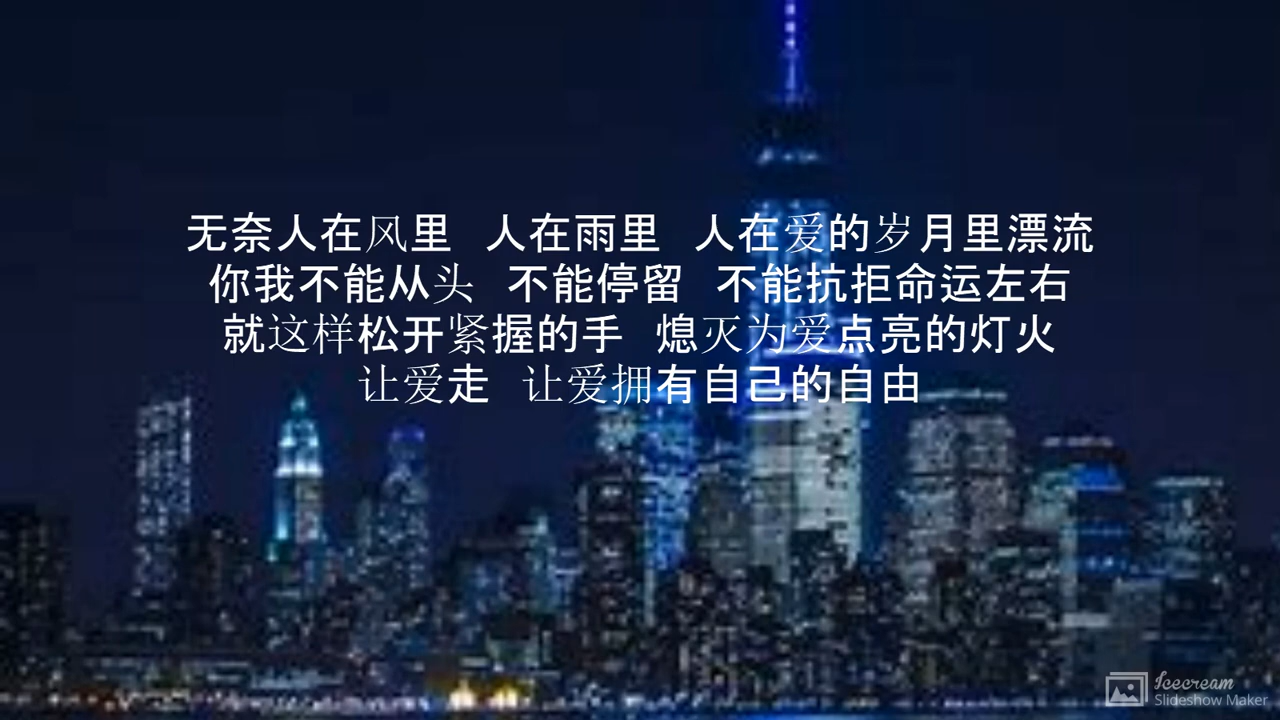 无奈人在风里 人在雨里 人在爱的岁月里漂流
你我不能从头 不能停留 不能抗拒命运左右
就这样松开紧握的手 熄灭为爱点亮的灯火
让爱走 让爱拥有自己的自由
Icecream
Slideshow Maker